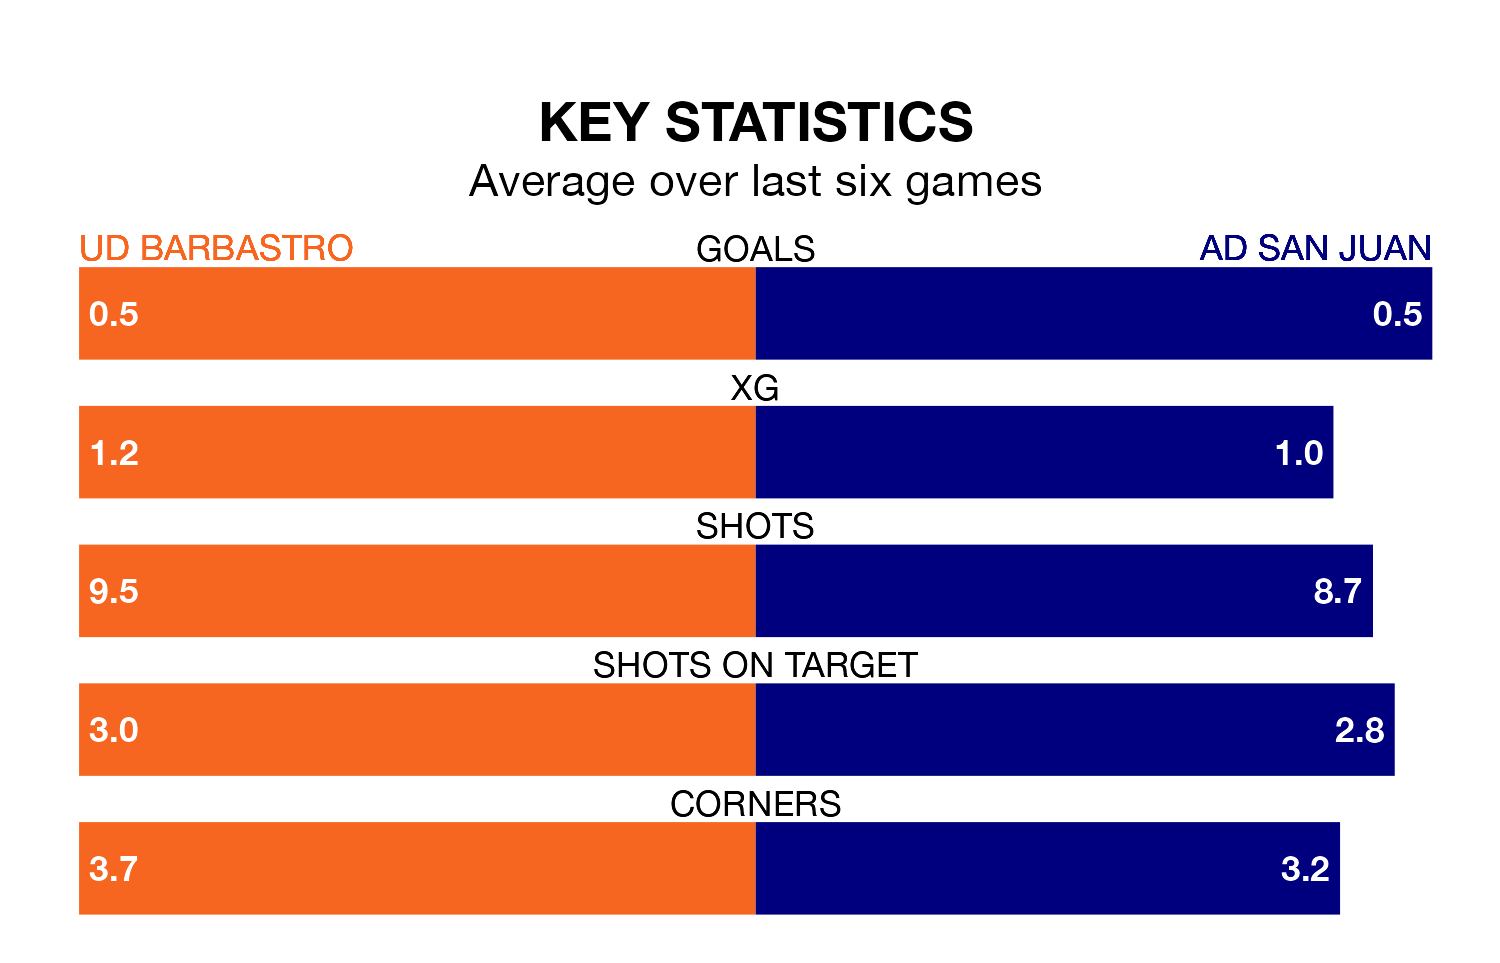 KEY STATISTICS
Average over last six games
UD BARBASTRO GOALS AD SAN JUAN
0.5 0.5
XG
1.2 1.0
SHOTS
9.5 8.7
SHOTS ON TARGET
3.0 2.8
CORNERS
3.7 3.2